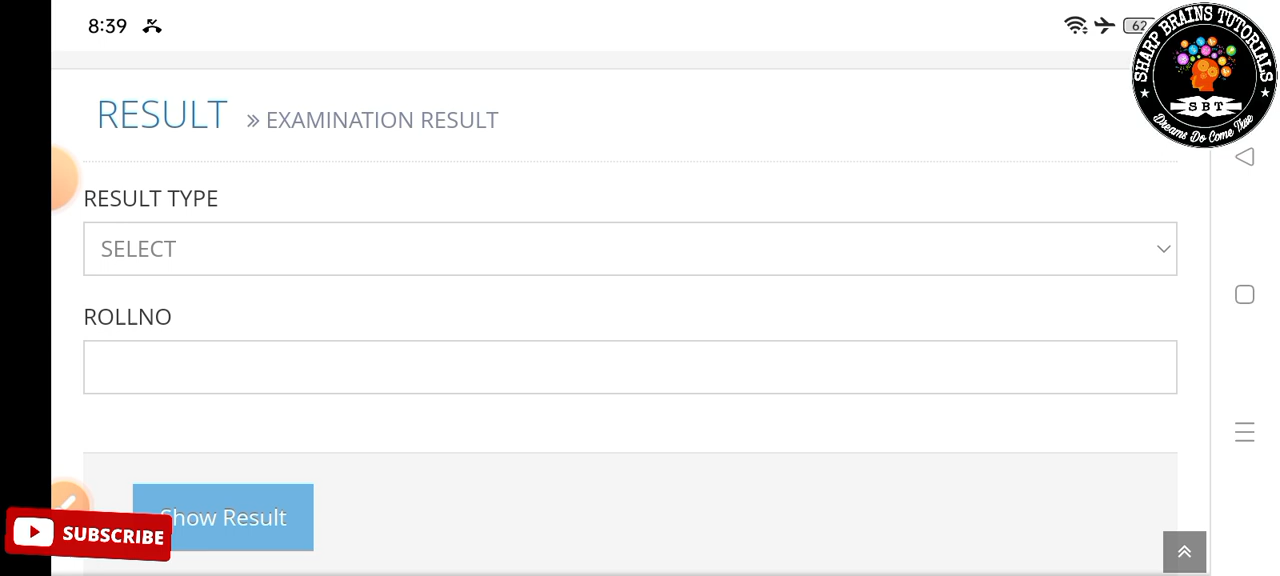 8:39
62
SHARP BRAINS TUTORIALS
SBT
Dreams Do Come True
RESULT » EXAMINATION RESULT
RESULT TYPE
SELECT
ROLLNO
Show Result
SUBSCRIBE